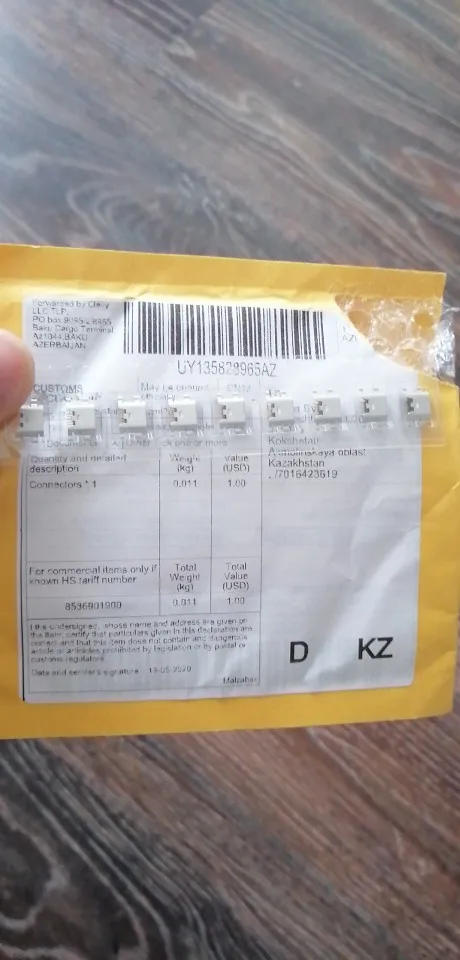 Forwarded by
LLC TLP,
PO box
Baku Cargo Terminal
Az1044,BAKU
AZERBAIJAN
UY135828965AZ
CUSTOMS
May be opened
CN22
Quantity and detailed
description
Weight
(kg)
Value
(USD)
Connectors * 1
0.011
1.00
Kokshetau
Akmolinskaya oblast
Kazakhstan
,/7016423619
For commercial items only if
known HS tariff number
Total
Weight
(kg)
Total
Value
(USD)
8536901900
0.011
1.00
I the undersigned, whose name and address are given on
the item, certify that particulars given in this declaration are
correct and that this item does not contain any dangerous
article or articles prohibited by legislation or by postal or
customs regulators.
Date and sender's signature
D KZ